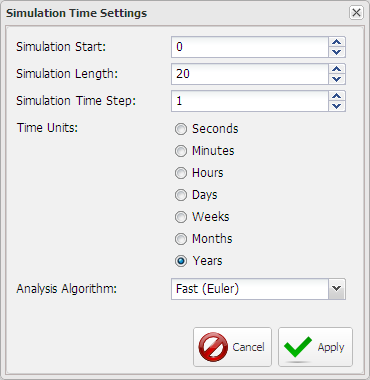 Simulation Time Settings
Simulation Start: 0
Simulation Length: 20
Simulation Time Step: 1
Time Units:
Seconds
Minutes
Hours
Days
Weeks
Months
Years
Analysis Algorithm: Fast (Euler)
Cancel Apply